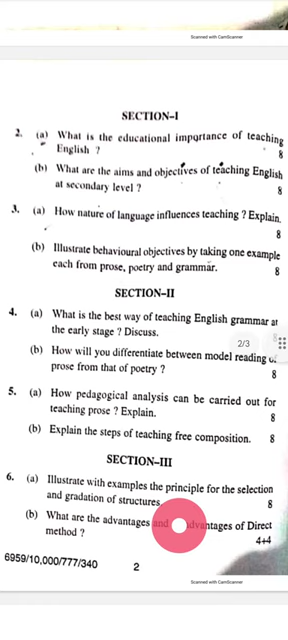 Scanned with CamScanner
SECTION–I
2. (a) What is the educational importance of teaching
English ?
8
(b) What are the aims and objectives of teaching English
at secondary level ?
8
3. (a) How nature of language influences teaching ? Explain.
8
(b) Illustrate behavioural objectives by taking one example
each from prose, poetry and grammar.
8
SECTION–II
4. (a) What is the best way of teaching English grammar at
the early stage ? Discuss.
8
2/3
(b) How will you differentiate between model reading of
prose from that of poetry ?
8
5. (a) How pedagogical analysis can be carried out for
teaching prose ? Explain.
8
(b) Explain the steps of teaching free composition.
8
SECTION–III
6. (a) Illustrate with examples the principle for the selection
and gradation of structures.
8
(b) What are the advantages and disadvantages of Direct
method ?
4+4
6959/10,000/777/340
2
Scanned with CamScanner